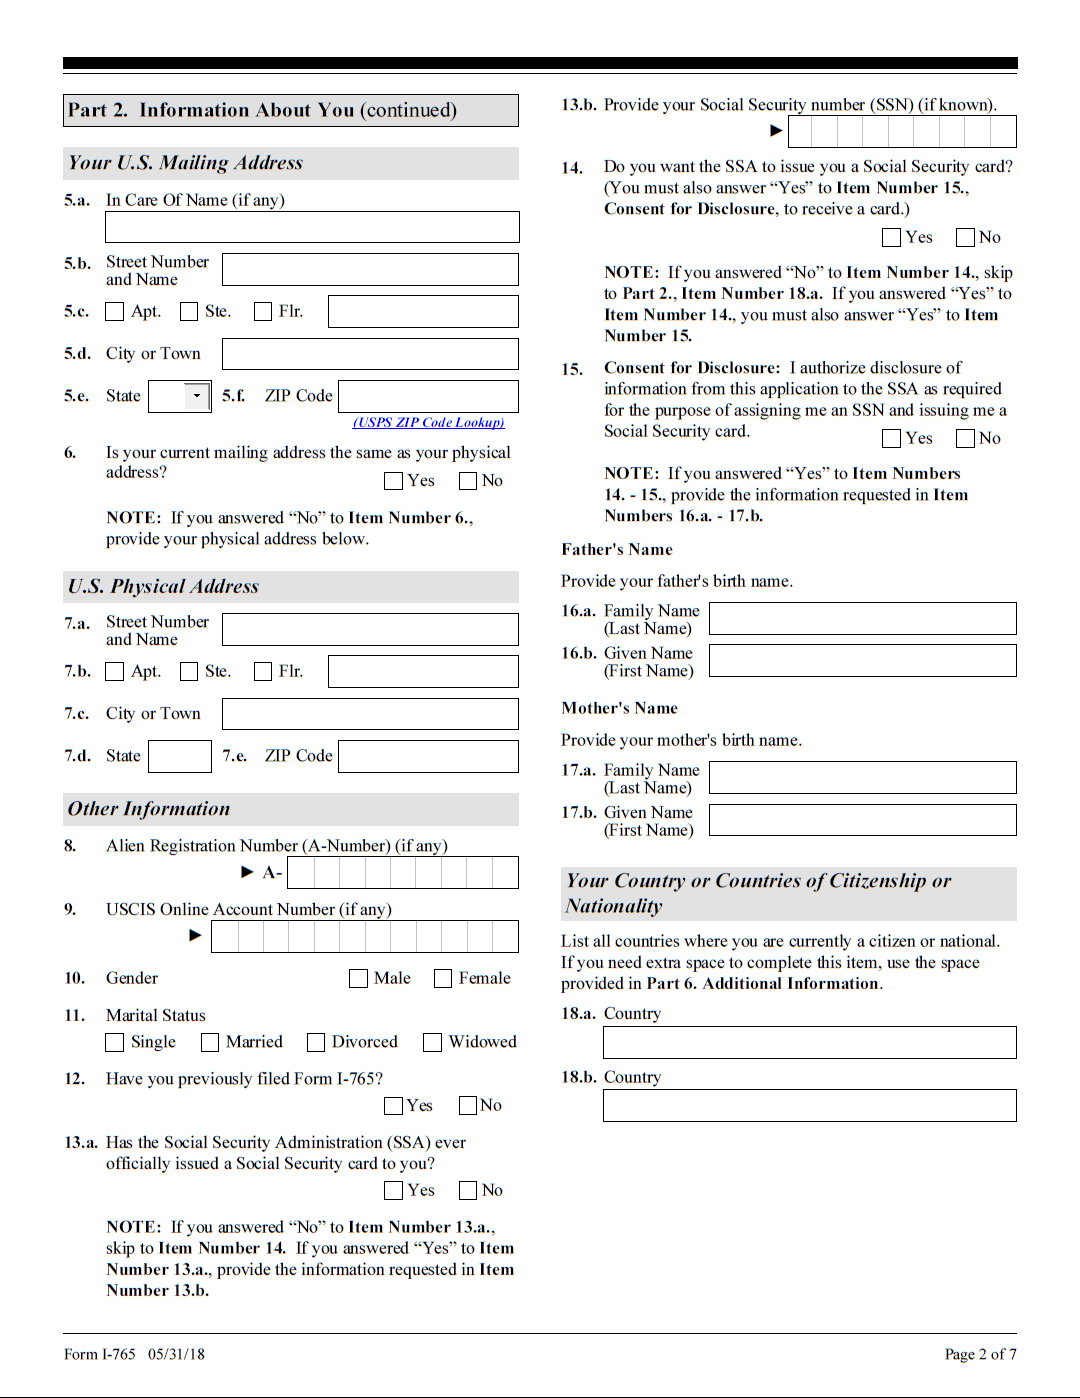 Part 2.  Information About You (continued)
Your U.S. Mailing Address
5.a. In Care Of Name (if any)
5.b. Street Number
and Name
5.c. Apt. Ste. Flr.
5.d. City or Town
5.e. State 5.f. ZIP Code
(USPS ZIP Code Lookup)
6. Is your current mailing address the same as your physical
address? Yes No
NOTE:  If you answered “No” to Item Number 6.,
provide your physical address below.
U.S. Physical Address
7.a. Street Number
and Name
7.b. Apt. Ste. Flr.
7.c. City or Town
7.d. State 7.e. ZIP Code
Other Information
8. Alien Registration Number (A-Number) (if any)
► A-
9. USCIS Online Account Number (if any)
►
10. Gender Male Female
11. Marital Status
Single Married Divorced Widowed
12. Have you previously filed Form I-765?
Yes No
13.a. Has the Social Security Administration (SSA) ever
officially issued a Social Security card to you?
Yes No
NOTE:  If you answered “No” to Item Number 13.a.,
skip to Item Number 14.  If you answered “Yes” to Item
Number 13.a., provide the information requested in Item
Number 13.b.
13.b. Provide your Social Security number (SSN) (if known).
►
14. Do you want the SSA to issue you a Social Security card?
(You must also answer “Yes” to Item Number 15.,
Consent for Disclosure, to receive a card.)
Yes No
NOTE:  If you answered “No” to Item Number 14., skip
to Part 2., Item Number 18.a.  If you answered “Yes” to
Item Number 14., you must also answer “Yes” to Item
Number 15.
15. Consent for Disclosure:  I authorize disclosure of
information from this application to the SSA as required
for the purpose of assigning me an SSN and issuing me a
Social Security card. Yes No
NOTE:  If you answered “Yes” to Item Numbers
14. - 15., provide the information requested in Item
Numbers 16.a. - 17.b.
Father's Name
Provide your father's birth name.
16.a. Family Name
(Last Name)
16.b. Given Name
(First Name)
Mother's Name
Provide your mother's birth name.
17.a. Family Name
(Last Name)
17.b. Given Name
(First Name)
Your Country or Countries of Citizenship or
Nationality
List all countries where you are currently a citizen or national.
If you need extra space to complete this item, use the space
provided in Part 6. Additional Information.
18.a. Country
18.b. Country
Form I-765   05/31/18 Page 2 of 7